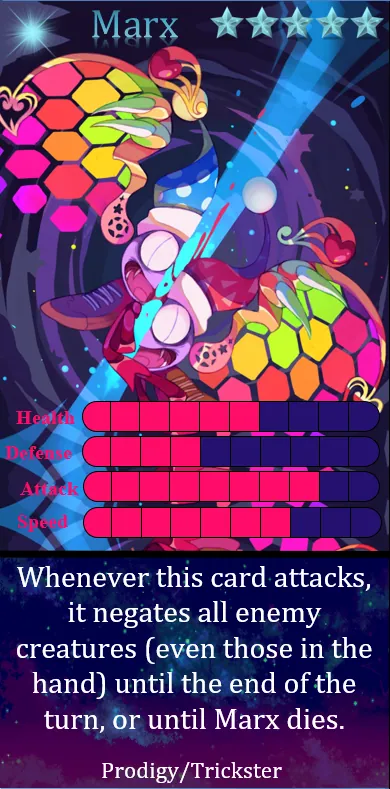 Marx
Health
Defense
Attack
Speed
Whenever this card attacks,
it negates all enemy
creatures (even those in the
hand) until the end of the
turn, or until Marx dies.
Prodigy/Trickster